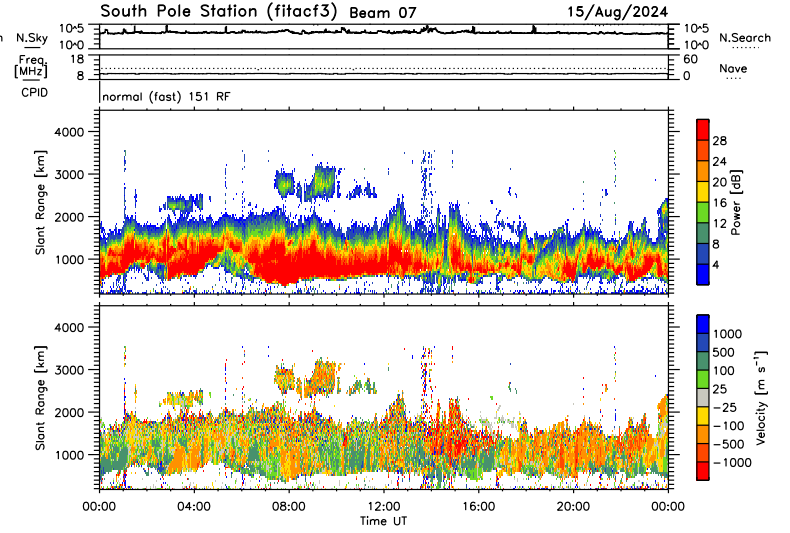 South Pole Station (fitacf3) Beam 07 15/Aug/2024
n N.Sky 10^5 10^5 N.Search
10^0 10^0
Freq. 18 60 Nave
[MHz] 8 0
CPID normal (fast) 151 RF
Slant Range [km]
4000
3000
2000
1000
28
24
20
16
12
8
4
Power [dB]
Slant Range [km]
4000
3000
2000
1000
1000
500
100
25
-25
-100
-500
-1000
Velocity [m s⁻¹]
00:00 04:00 08:00 12:00 16:00 20:00 00:00
Time UT